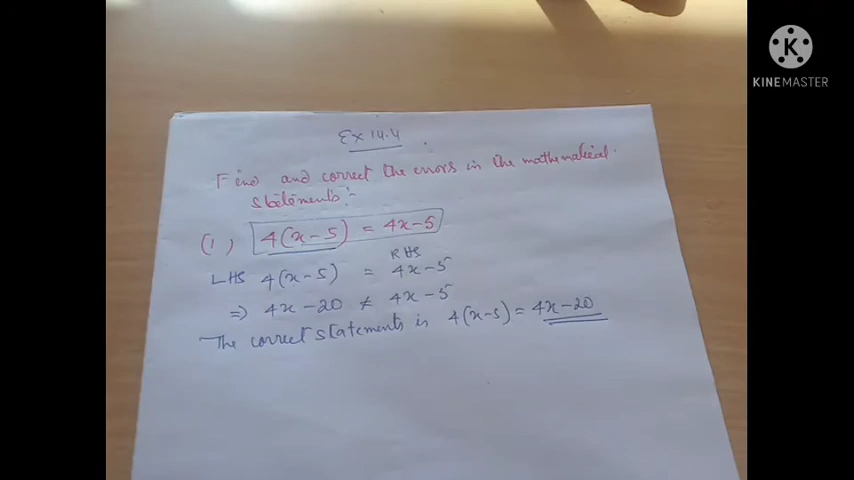 Ex 14.4
Find and correct the errors in the mathematical
statements:-
(1) 4(x-5) = 4x-5
RHS
LHS 4(x-5) = 4x-5
⇒ 4x-20 ≠ 4x-5
The correct statements is 4(x-5) = 4x-20
K
KINEMASTER